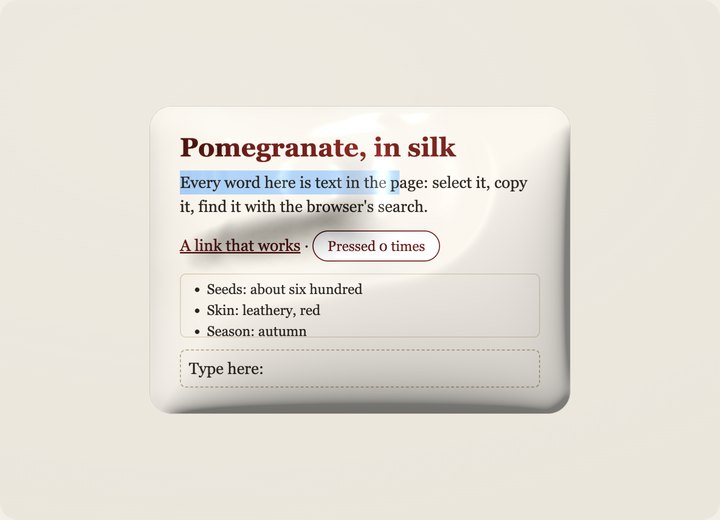 Pomegranate, in silk
Every word here is text in the page: select it, copy
it, find it with the browser's search.
A link that works · Pressed 0 times
• Seeds: about six hundred
• Skin: leathery, red
• Season: autumn
Type here: